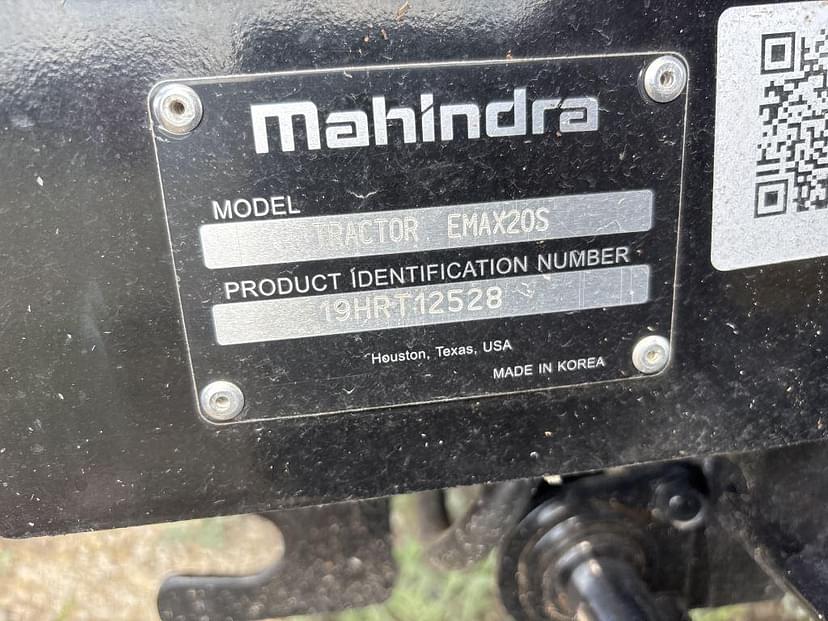 mahindra
MODEL
TRACTOR EMAX20S
PRODUCT IDENTIFICATION NUMBER
19HRT12528
Houston, Texas, USA
MADE IN KOREA